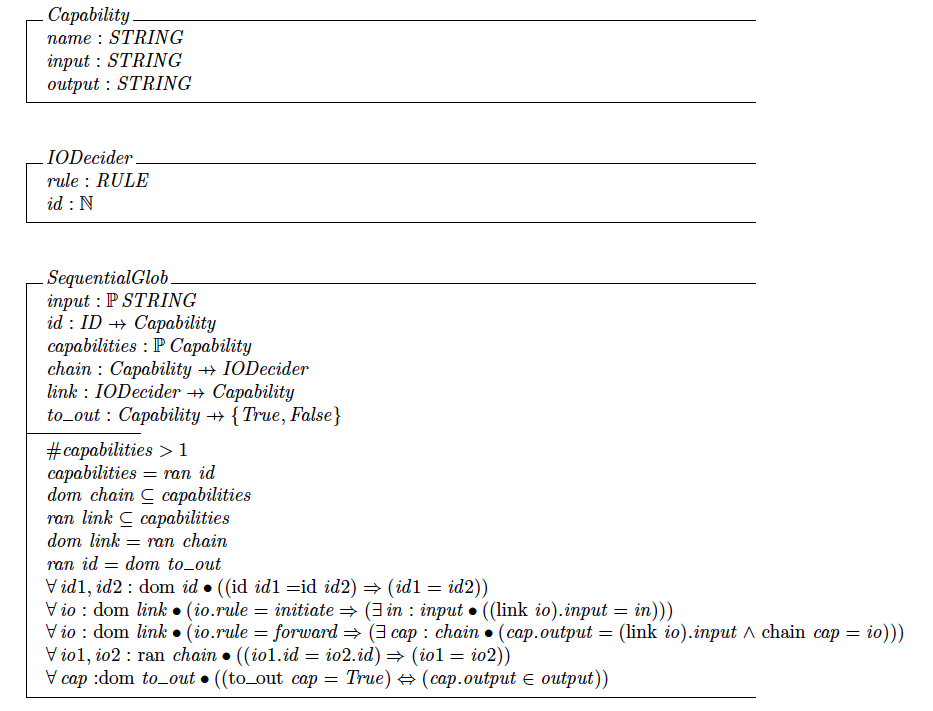 Capability
name : STRING
input : STRING
output : STRING
IODecider
rule : RULE
id : ℕ
SequentialGlob
input : ℙ STRING
id : ID ⇸ Capability
capabilities : ℙ Capability
chain : Capability ⇸ IODecider
link : IODecider ⇸ Capability
to_out : Capability ⇸ {True, False}
#capabilities > 1
capabilities = ran id
dom chain ⊆ capabilities
ran link ⊆ capabilities
dom link = ran chain
ran id = dom to_out
∀ id1, id2 : dom id • ((id id1 =id id2) ⇒ (id1 = id2))
∀ io : dom link • (io.rule = initiate ⇒ (∃ in : input • ((link io).input = in)))
∀ io : dom link • (io.rule = forward ⇒ (∃ cap : chain • (cap.output = (link io).input ∧ chain cap = io)))
∀ io1, io2 : ran chain • ((io1.id = io2.id) ⇒ (io1 = io2))
∀ cap :dom to_out • ((to_out cap = True) ⇔ (cap.output ∈ output))